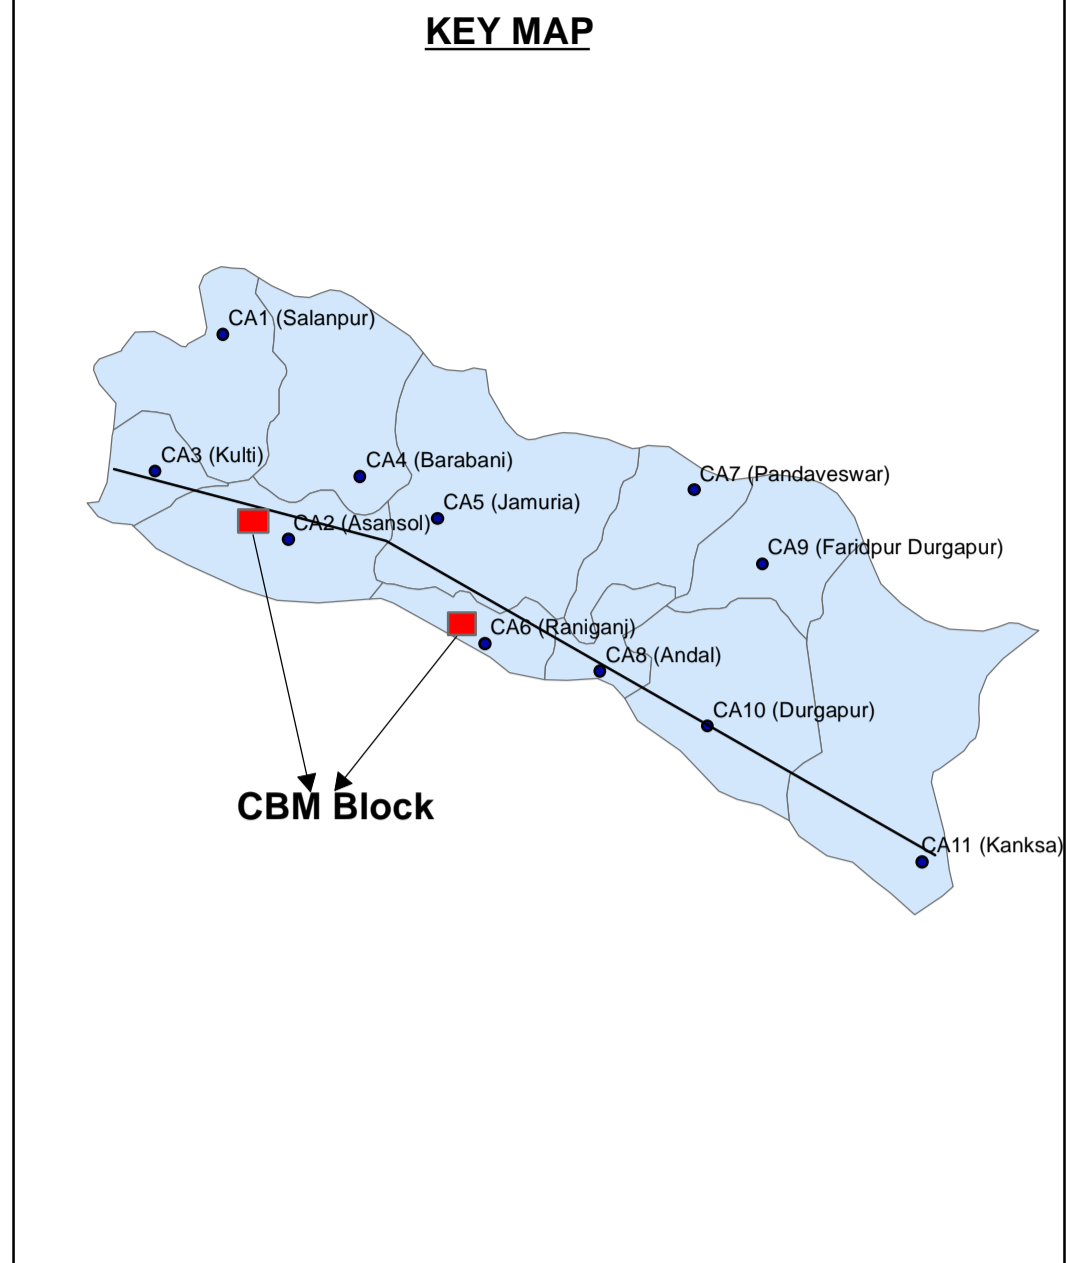 KEY MAP
CA1 (Salanpur)
CA3 (Kulti)
CA4 (Barabani)
CA7 (Pandaveswar)
CA5 (Jamuria)
CA2 (Asansol)
CA9 (Faridpur Durgapur)
CA6 (Raniganj)
CA8 (Andal)
CA10 (Durgapur)
CBM Block
CA11 (Kanksa)